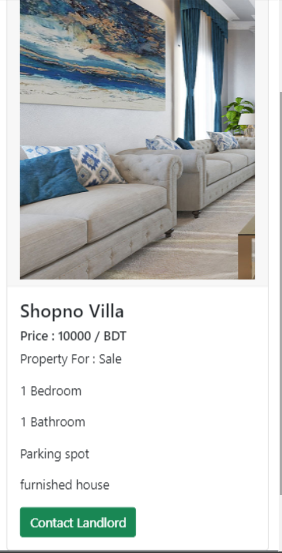 Shopno Villa
Price : 10000 / BDT
Property For : Sale
1 Bedroom
1 Bathroom
Parking spot
furnished house
Contact Landlord